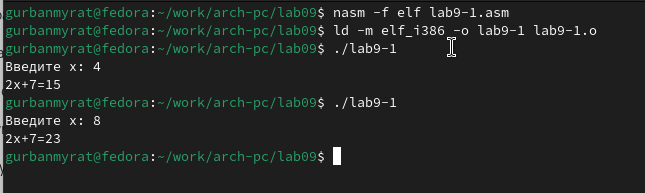 gurbanmyrat@fedora:~/work/arch-pc/lab09$ nasm -f elf lab9-1.asm
gurbanmyrat@fedora:~/work/arch-pc/lab09$ ld -m elf_i386 -o lab9-1 lab9-1.o
gurbanmyrat@fedora:~/work/arch-pc/lab09$ ./lab9-1
Введите x: 4
2x+7=15
gurbanmyrat@fedora:~/work/arch-pc/lab09$ ./lab9-1
Введите x: 8
2x+7=23
gurbanmyrat@fedora:~/work/arch-pc/lab09$